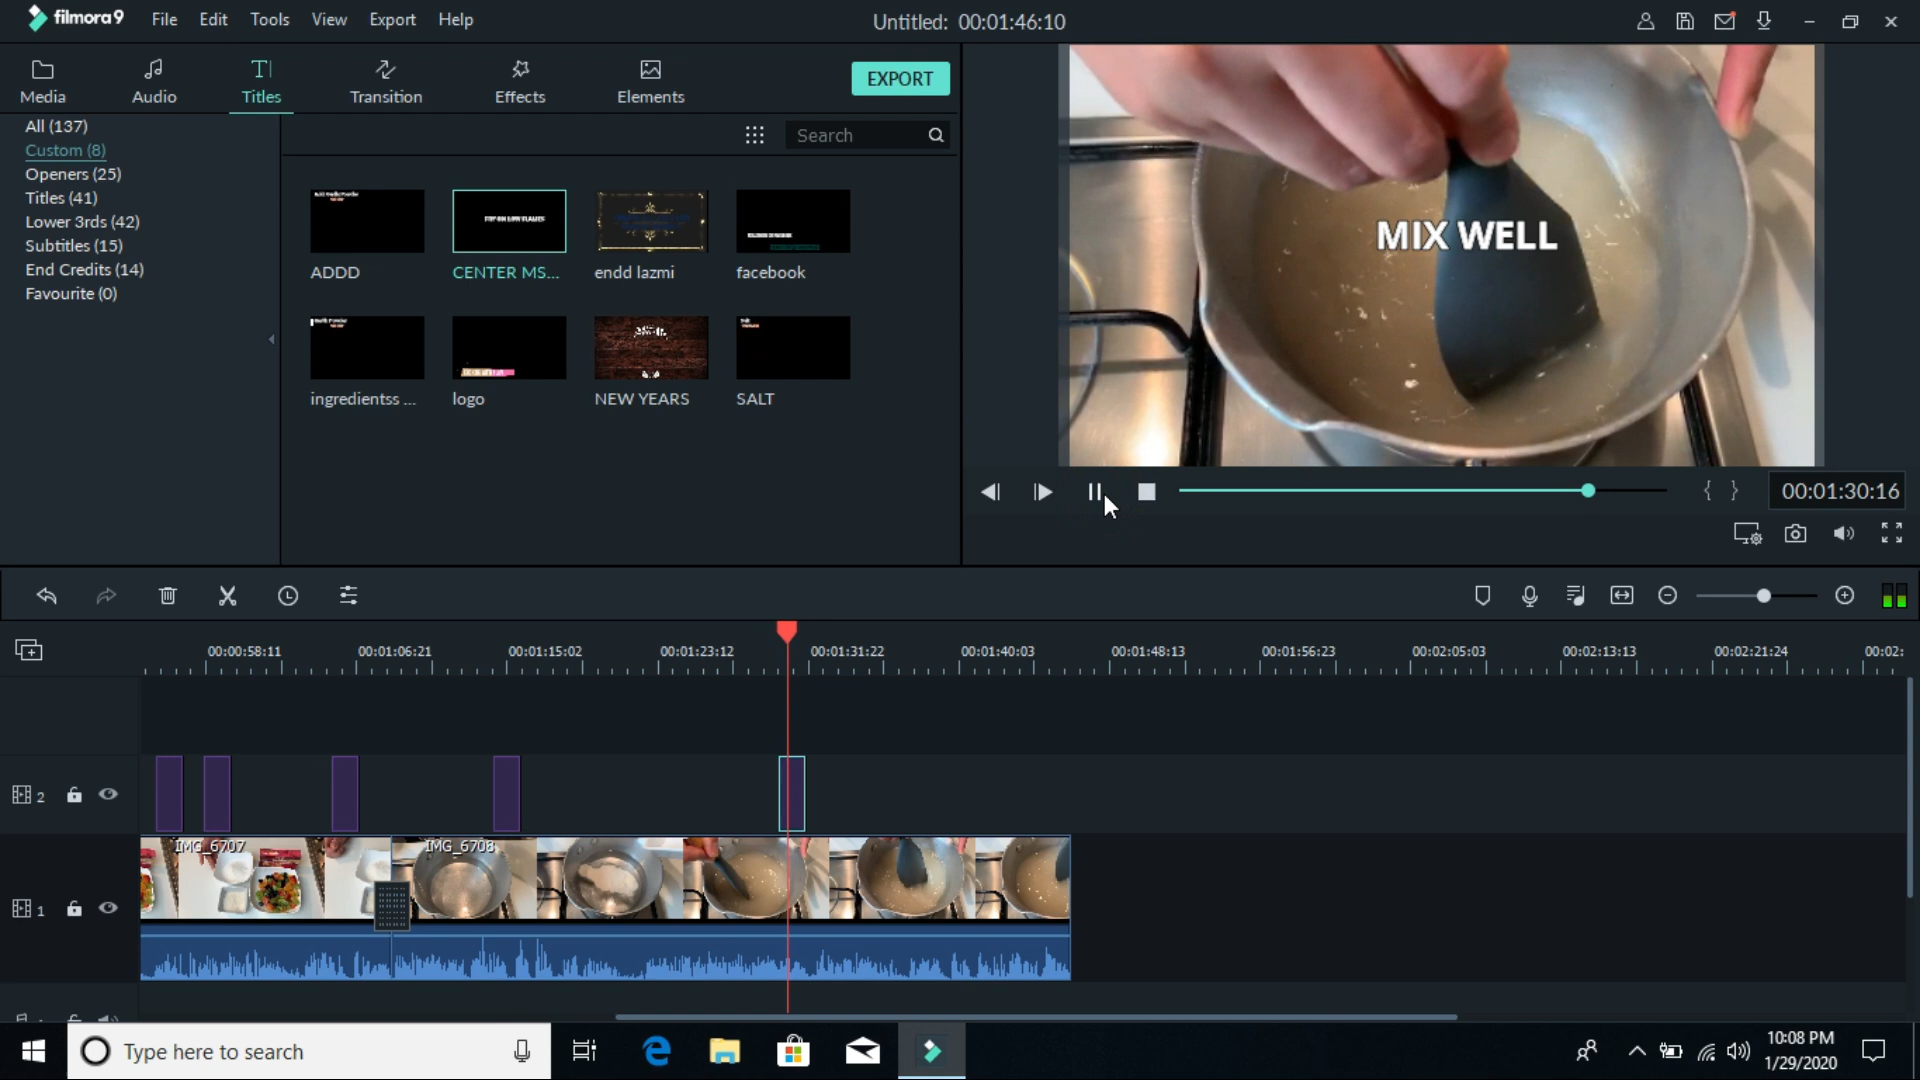 filmora9
File Edit Tools View Export Help
Untitled: 00:01:46:10
Media Audio Titles Transition Effects Elements
EXPORT
All (137)
Custom (8)
Openers (25)
Titles (41)
Lower 3rds (42)
Subtitles (15)
End Credits (14)
Favourite (0)
Search
ADDD CENTER MS... endd lazmi facebook
ingredientss ... logo NEW YEARS SALT
MIX WELL
{ } 00:01:30:16
00:00:58:11 00:01:06:21 00:01:15:02 00:01:23:12 00:01:31:22 00:01:40:03 00:01:48:13 00:01:56:23 00:02:05:03 00:02:13:13 00:02:21:24 00:02:
2
IMG_6707 IMG_6708
1
Type here to search
10:08 PM
1/29/2020